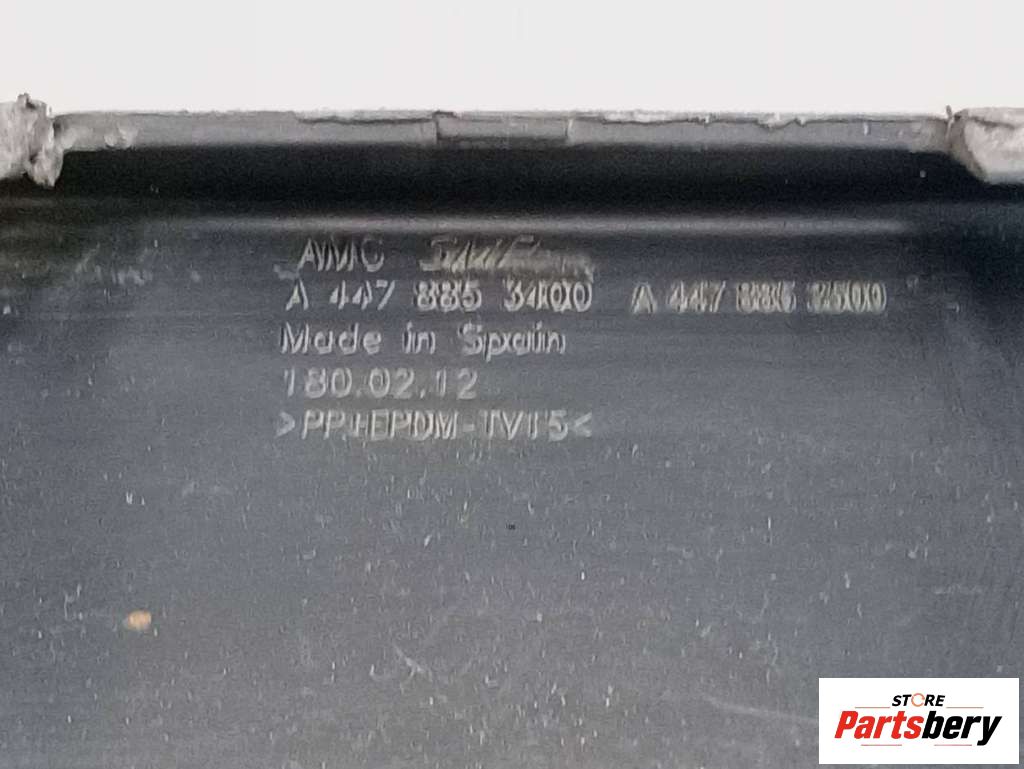 AMC
A 447 885 3400 A 447 885 3500
Made in Spain
180.02.12
>PP+EPDM-TV15<
STORE
Partsbery